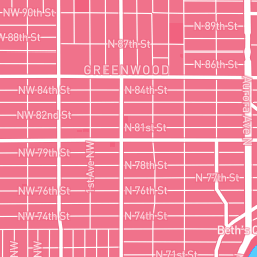 NW 90th St
N 89th St
W 88th St
N 87th St
N 86th St
GREENWOOD
NW 84th St
N 84th St
NW 82nd St
N 81st St
Aurora Ave N
NW 79th St
1st Ave NW
N 78th St
N 77th St
NW 76th St
N 76th St
NW 74th St
N 74th St
Beth's C
NW
NW
N 71st St